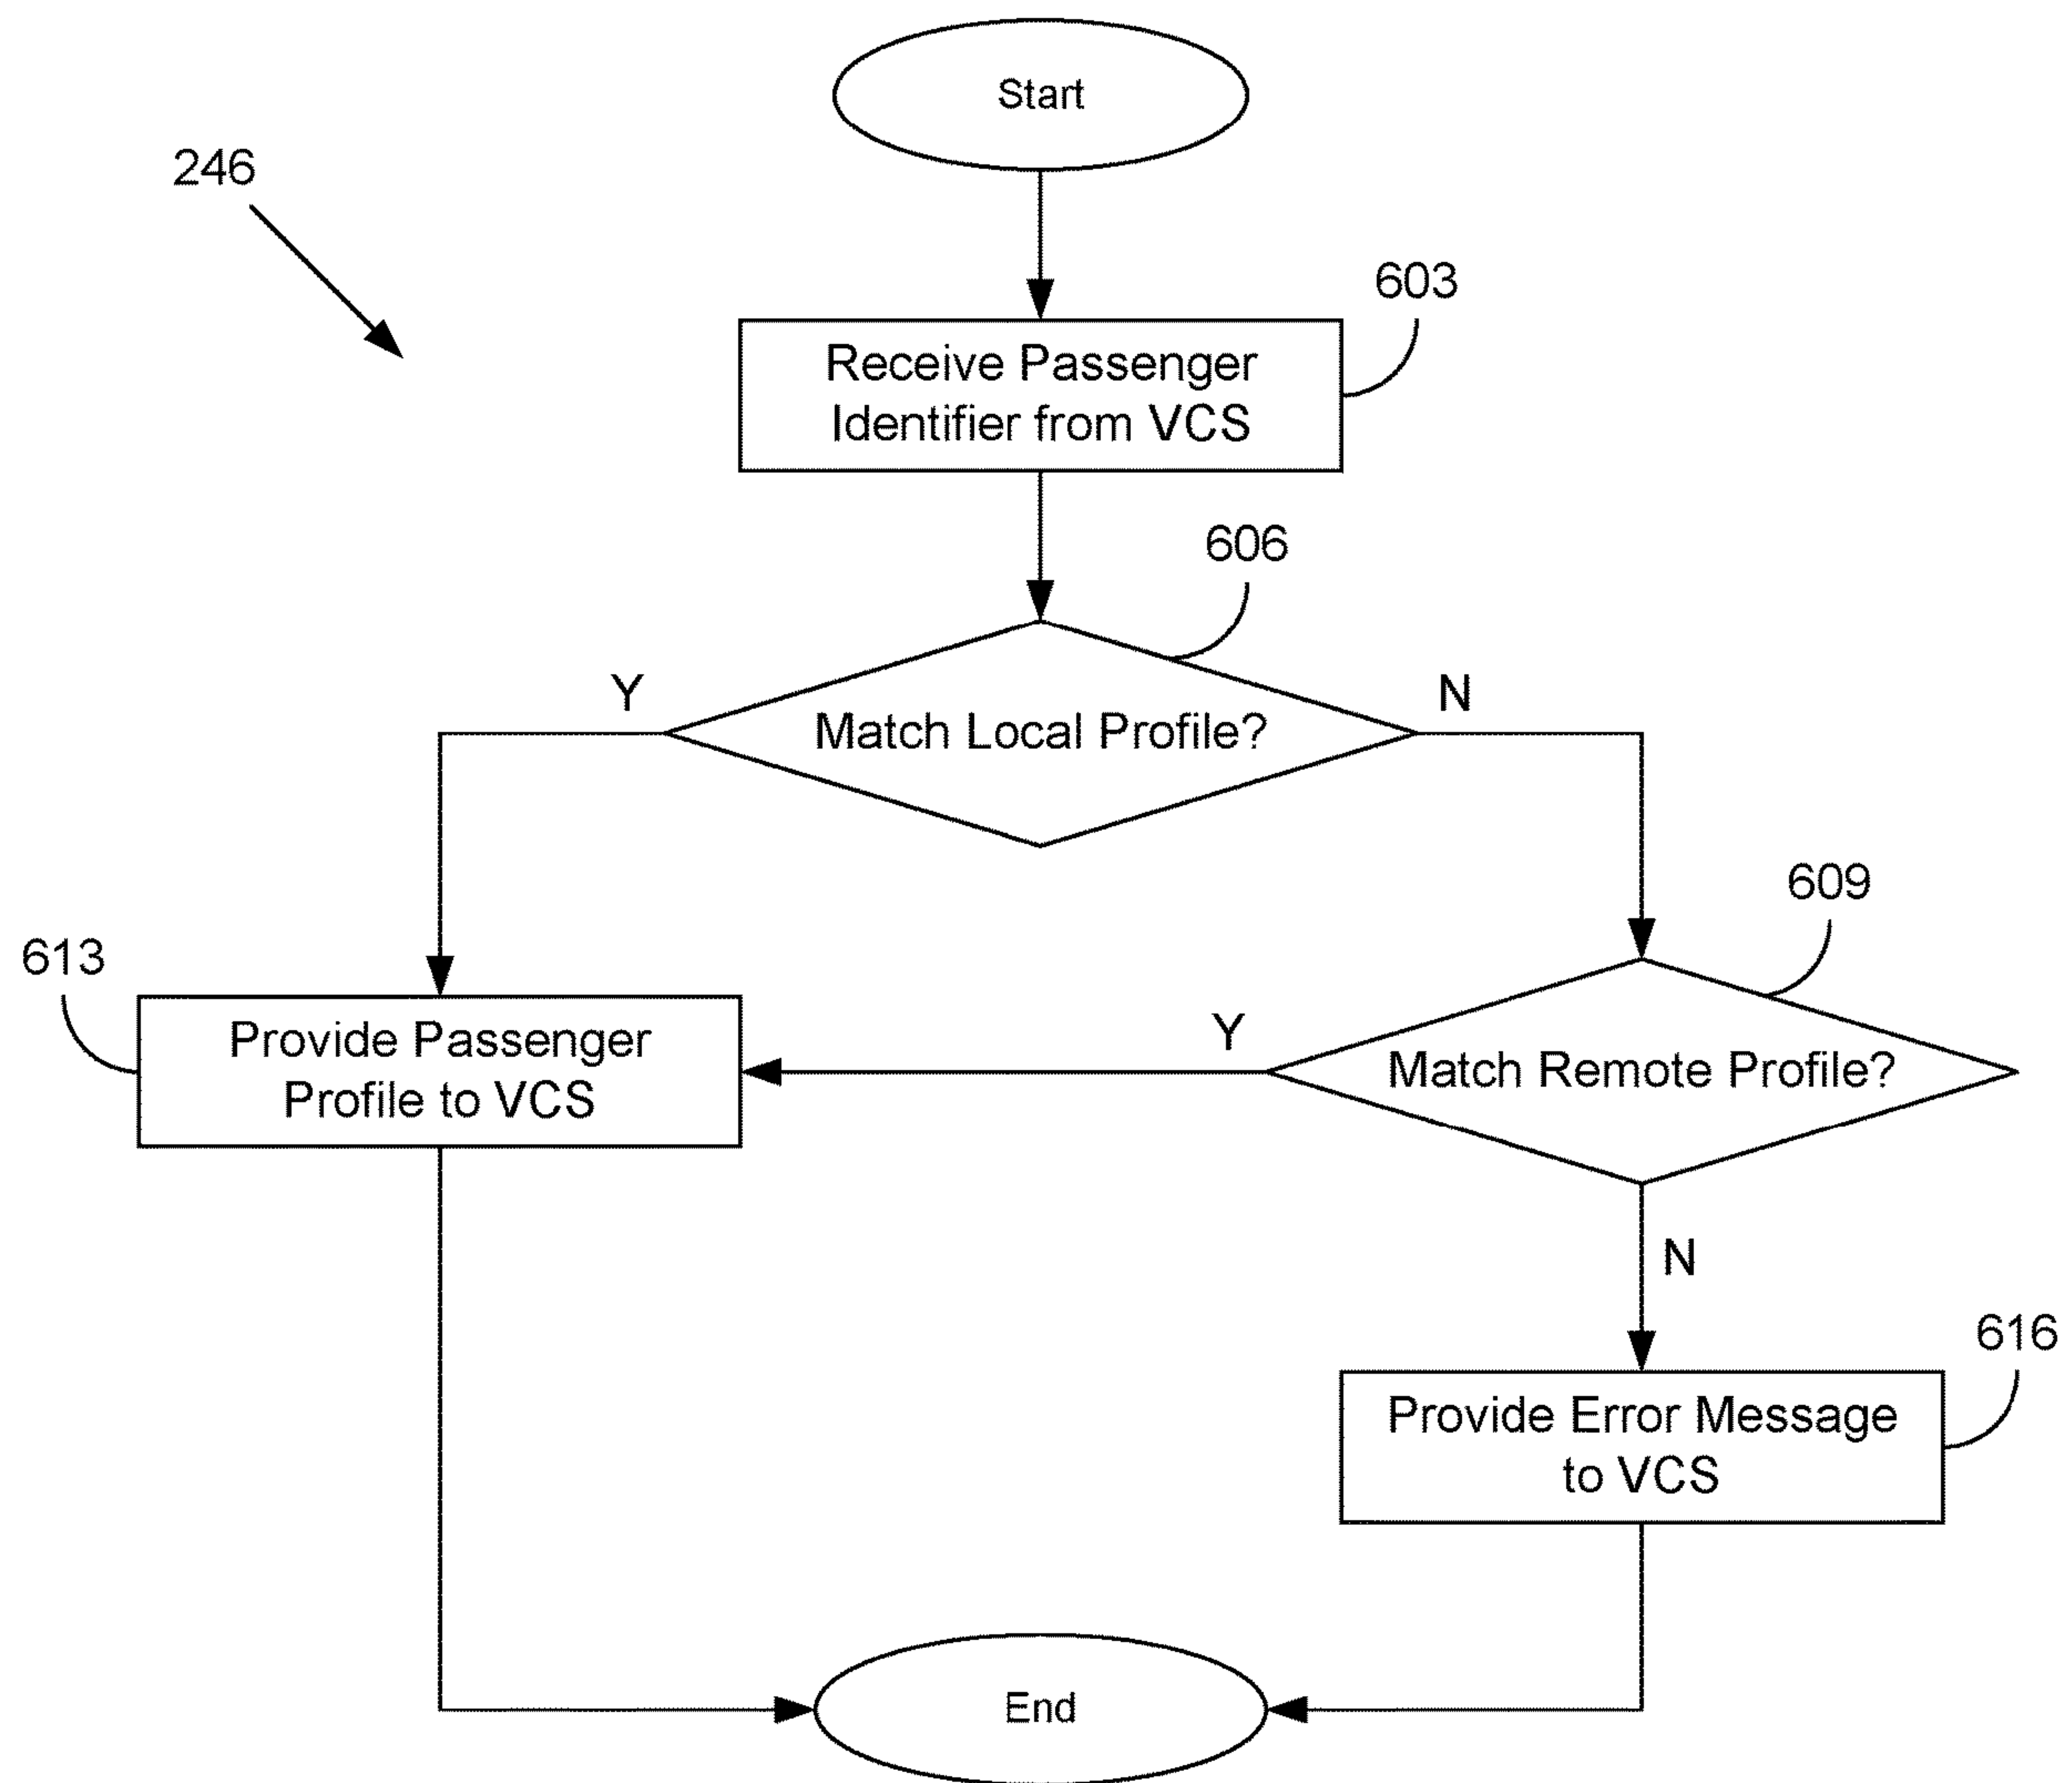 Start
246
603
Receive Passenger
Identifier from VCS
606
Y
N
Match Local Profile?
609
613
Provide Passenger
Profile to VCS
Y
Match Remote Profile?
N
616
Provide Error Message
to VCS
End